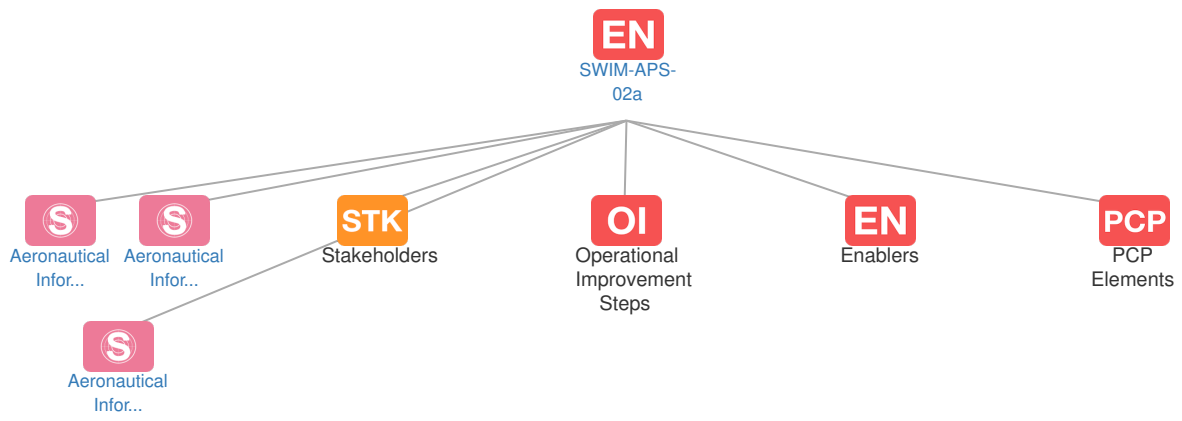 EN
SWIM-APS-
02a
S
Aeronautical
Infor...
S
Aeronautical
Infor...
STK
Stakeholders
OI
Operational
Improvement
Steps
EN
Enablers
PCP
PCP
Elements
S
Aeronautical
Infor...